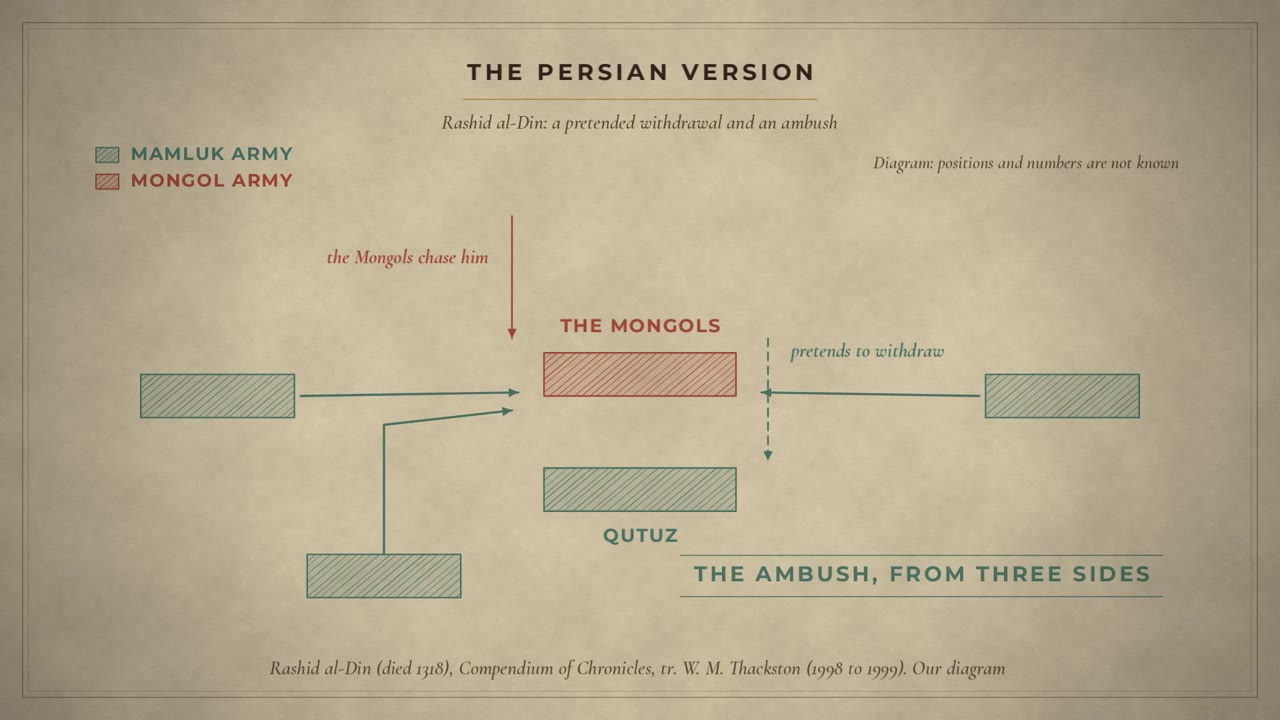 THE PERSIAN VERSION
Rashid al-Din: a pretended withdrawal and an ambush
MAMLUK ARMY
MONGOL ARMY
Diagram: positions and numbers are not known
the Mongols chase him
THE MONGOLS
pretends to withdraw
QUTUZ
THE AMBUSH, FROM THREE SIDES
Rashid al-Din (died 1318), Compendium of Chronicles, tr. W. M. Thackston (1998 to 1999). Our diagram